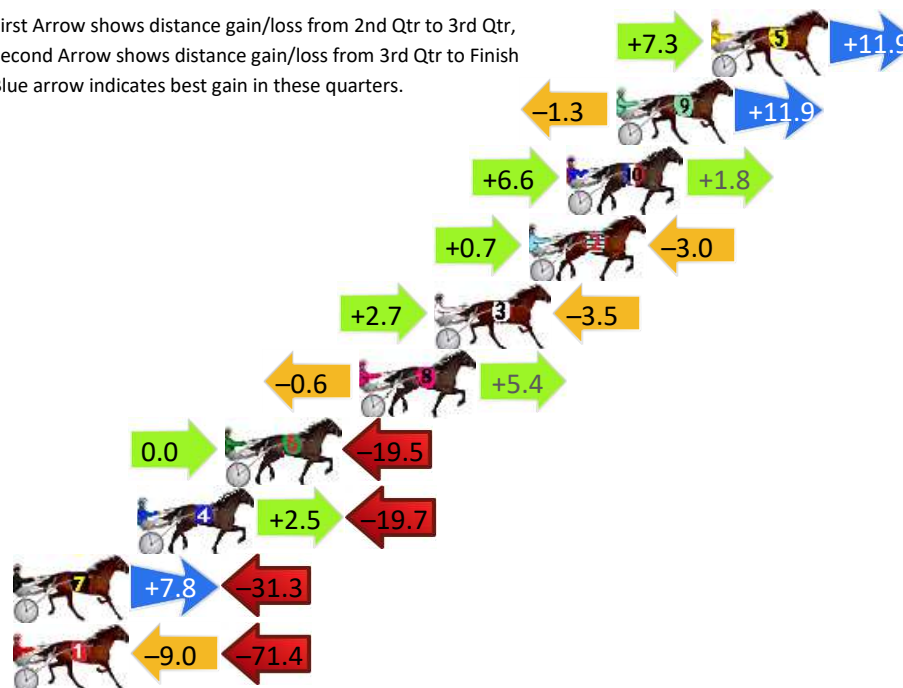 irst Arrow shows distance gain/loss from 2nd Qtr to 3rd Qtr,
econd Arrow shows distance gain/loss from 3rd Qtr to Finish
lue arrow indicates best gain in these quarters.
+7.3 5 +11.9
–1.3 9 +11.9
+6.6 10 +1.8
+0.7 2 –3.0
+2.7 3 –3.5
–0.6 8 +5.4
0.0 6 –19.5
4 +2.5 –19.7
7 +7.8 –31.3
1 –9.0 –71.4